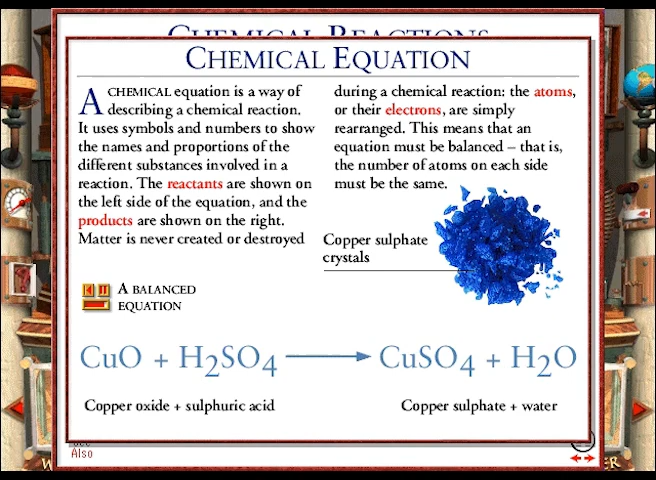 CHEMICAL REACTIONS
CHEMICAL EQUATION
A CHEMICAL equation is a way of
describing a chemical reaction.
It uses symbols and numbers to show
the names and proportions of the
different substances involved in a
reaction. The reactants are shown on
the left side of the equation, and the
products are shown on the right.
Matter is never created or destroyed
during a chemical reaction: the atoms,
or their electrons, are simply
rearranged. This means that an
equation must be balanced – that is,
the number of atoms on each side
must be the same.
Copper sulphate
crystals
A BALANCED
EQUATION
CuO + H₂SO₄ ⟶ CuSO₄ + H₂O
Copper oxide + sulphuric acid
Copper sulphate + water
See
Also